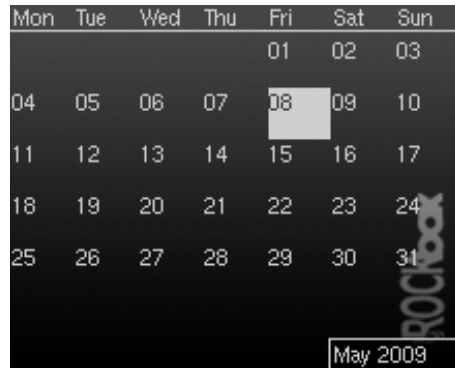 Mon Tue Wed Thu Fri Sat Sun
01 02 03
04 05 06 07 08 09 10
11 12 13 14 15 16 17
18 19 20 21 22 23 24
25 26 27 28 29 30 31
ROCKbox
May 2009